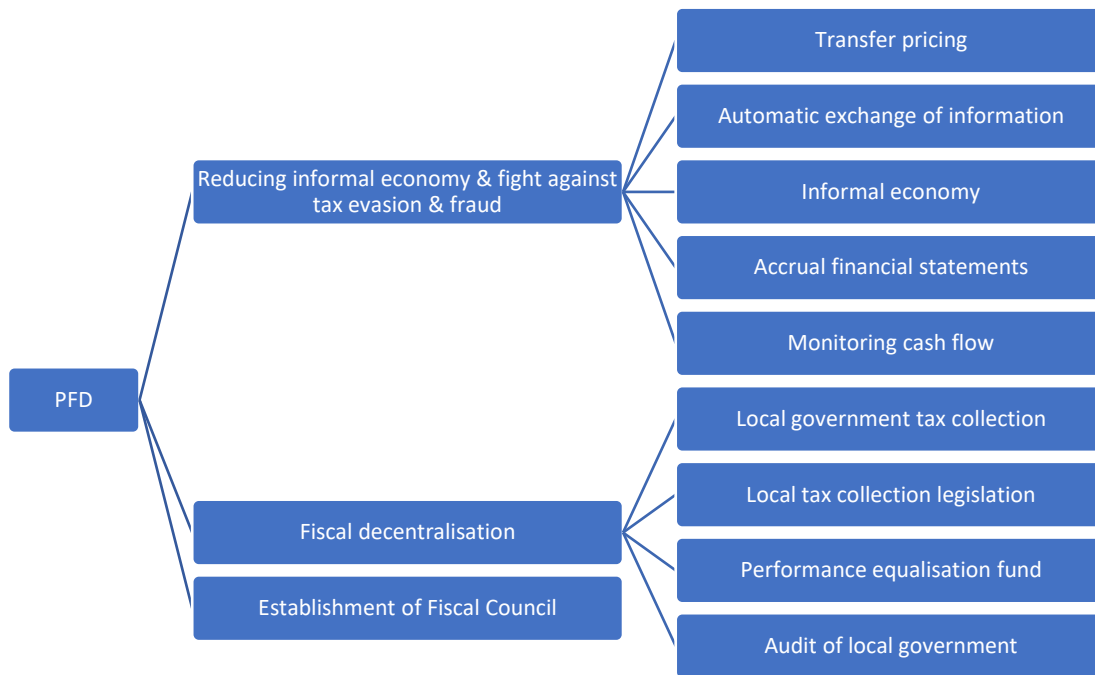 PFD
Reducing informal economy & fight against
tax evasion & fraud
Transfer pricing
Automatic exchange of information
Informal economy
Accrual financial statements
Monitoring cash flow
Fiscal decentralisation
Local government tax collection
Local tax collection legislation
Performance equalisation fund
Audit of local government
Establishment of Fiscal Council